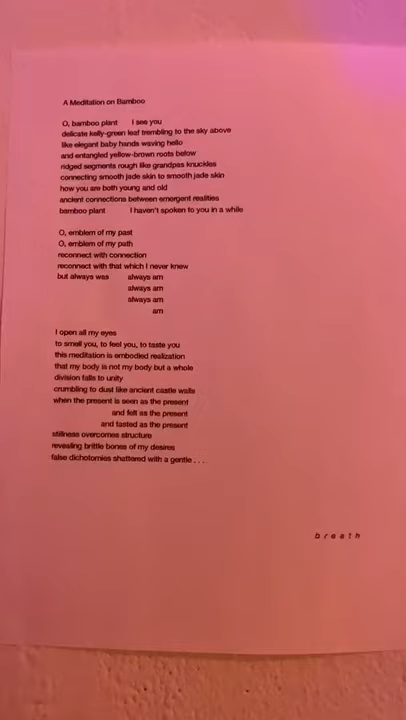 A Meditation on Bamboo
O, bamboo plant I see you
delicate kelly-green leaf trembling to the sky above
like elegant baby hands waving hello
and entangled yellow-brown roots below
ridged segments rough like grandpas knuckles
connecting smooth jade skin to smooth jade skin
how you are both young and old
ancient connections between emergent realities
bamboo plant I haven't spoken to you in a while
O, emblem of my past
O, emblem of my path
reconnect with connection
reconnect with that which I never knew
but always was always am
always am
always am
am
I open all my eyes
to smell you, to feel you, to taste you
this meditation is embodied realization
that my body is not my body but a whole
division falls to unity
crumbling to dust like ancient castle walls
when the present is seen as the present
and felt as the present
and tasted as the present
stillness overcomes structure
revealing brittle bones of my desires
false dichotomies shattered with a gentle . . .
b r e a t h